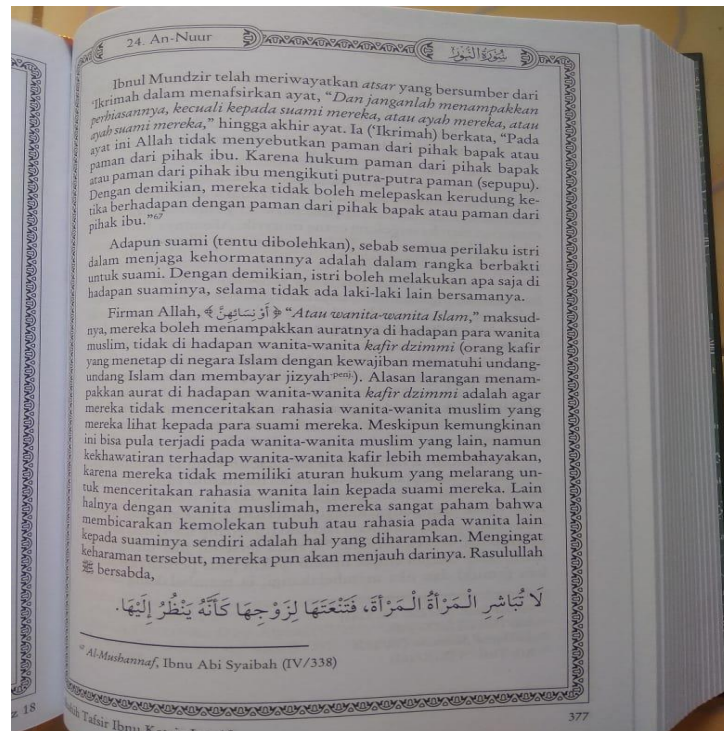 24. An-Nuur
سُوْرَةُ النُّوْر
Ibnul Mundzir telah meriwayatkan atsar yang bersumber dari
'Ikrimah dalam menafsirkan ayat, "Dan janganlah menampakkan
perhiasannya, kecuali kepada suami mereka, atau ayah mereka, atau
ayah suami mereka," hingga akhir ayat. Ia ('Ikrimah) berkata, "Pada
ayat ini Allah tidak menyebutkan paman dari pihak bapak atau
paman dari pihak ibu. Karena hukum paman dari pihak bapak
atau paman dari pihak ibu mengikuti putra-putra paman (sepupu).
Dengan demikian, mereka tidak boleh melepaskan kerudung ke-
tika berhadapan dengan paman dari pihak bapak atau paman dari
pihak ibu."67
Adapun suami (tentu dibolehkan), sebab semua perilaku istri
dalam menjaga kehormatannya adalah dalam rangka berbakti
untuk suami. Dengan demikian, istri boleh melakukan apa saja di
hadapan suaminya, selama tidak ada laki-laki lain bersamanya.
Firman Allah, ﴿ أَوْ نِسَائِهِنَّ ﴾ "Atau wanita-wanita Islam," maksud-
nya, mereka boleh menampakkan auratnya di hadapan para wanita
muslim, tidak di hadapan wanita-wanita kafir dzimmi (orang kafir
yang menetap di negara Islam dengan kewajiban mematuhi undang-
undang Islam dan membayar jizyah-penj.). Alasan larangan menam-
pakkan aurat di hadapan wanita-wanita kafir dzimmi adalah agar
mereka tidak menceritakan rahasia wanita-wanita muslim yang
mereka lihat kepada para suami mereka. Meskipun kemungkinan
ini bisa pula terjadi pada wanita-wanita muslim yang lain, namun
kekhawatiran terhadap wanita-wanita kafir lebih membahayakan,
karena mereka tidak memiliki aturan hukum yang melarang un-
tuk menceritakan rahasia wanita lain kepada suami mereka. Lain
halnya dengan wanita muslimah, mereka sangat paham bahwa
membicarakan kemolekan tubuh atau rahasia pada wanita lain
kepada suaminya sendiri adalah hal yang diharamkan. Mengingat
keharaman tersebut, mereka pun akan menjauh darinya. Rasulullah
ﷺ bersabda,
لَا تُبَاشِرِ الْمَرْأَةُ الْمَرْأَةَ، فَتَنْعَتَهَا لِزَوْجِهَا كَأَنَّهُ يَنْظُرُ إِلَيْهَا.
67 Al-Mushannaf, Ibnu Abi Syaibah (IV/338)
377
z 18
Tafsir Ibnu